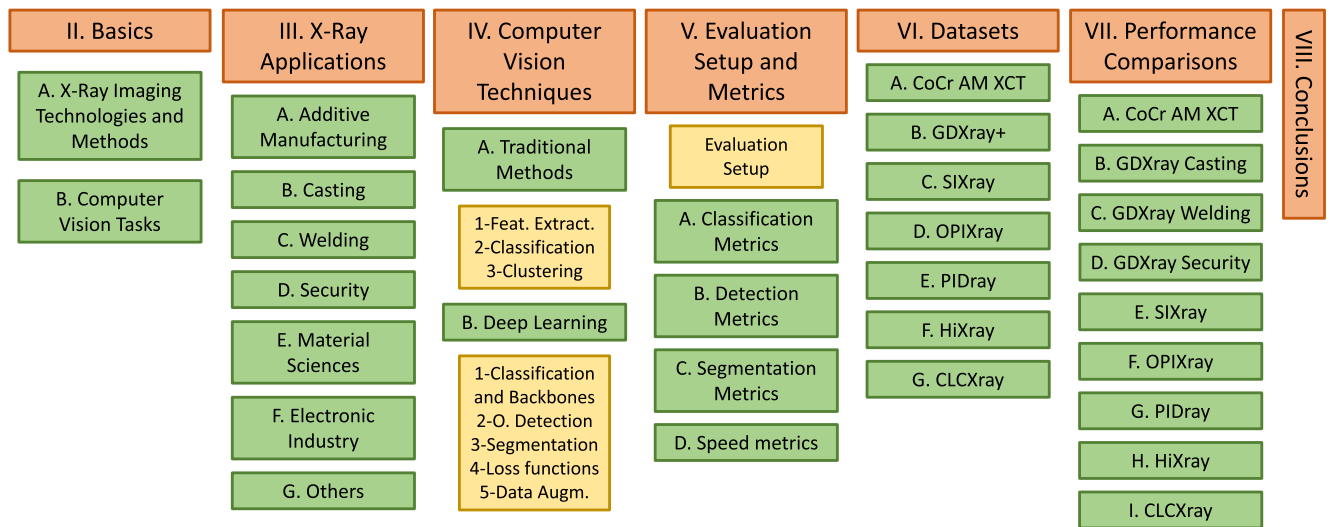 II. Basics
A. X-Ray Imaging
Technologies and
Methods
B. Computer
Vision Tasks
III. X-Ray
Applications
A. Additive
Manufacturing
B. Casting
C. Welding
D. Security
E. Material
Sciences
F. Electronic
Industry
G. Others
IV. Computer
Vision
Techniques
A. Traditional
Methods
1-Feat. Extract.
2-Classification
3-Clustering
B. Deep Learning
1-Classification
and Backbones
2-O. Detection
3-Segmentation
4-Loss functions
5-Data Augm.
V. Evaluation
Setup and
Metrics
Evaluation
Setup
A. Classification
Metrics
B. Detection
Metrics
C. Segmentation
Metrics
D. Speed metrics
VI. Datasets
A. CoCr AM XCT
B. GDXray+
C. SIXray
D. OPIXray
E. PIDray
F. HiXray
G. CLCXray
VII. Performance
Comparisons
A. CoCr AM XCT
B. GDXray Casting
C. GDXray Welding
D. GDXray Security
E. SIXray
F. OPIXray
G. PIDray
H. HiXray
I. CLCXray
VIII. Conclusions